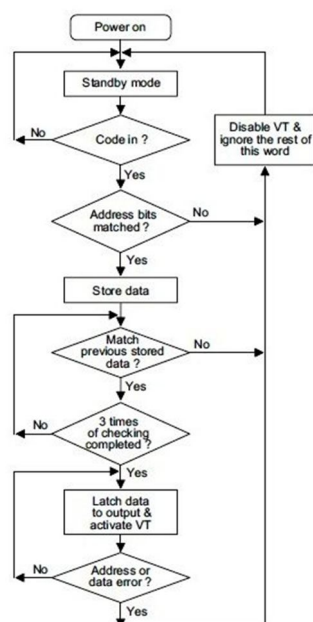 Power on
Standby mode
No
Code in ?
Yes
Disable VT &
ignore the rest of
this word
Address bits
matched ?
No
Yes
Store data
Match
previous stored
data ?
No
Yes
3 times
of checking
completed ?
No
Yes
Latch data
to output &
activate VT
No
Address or
data error ?
Yes